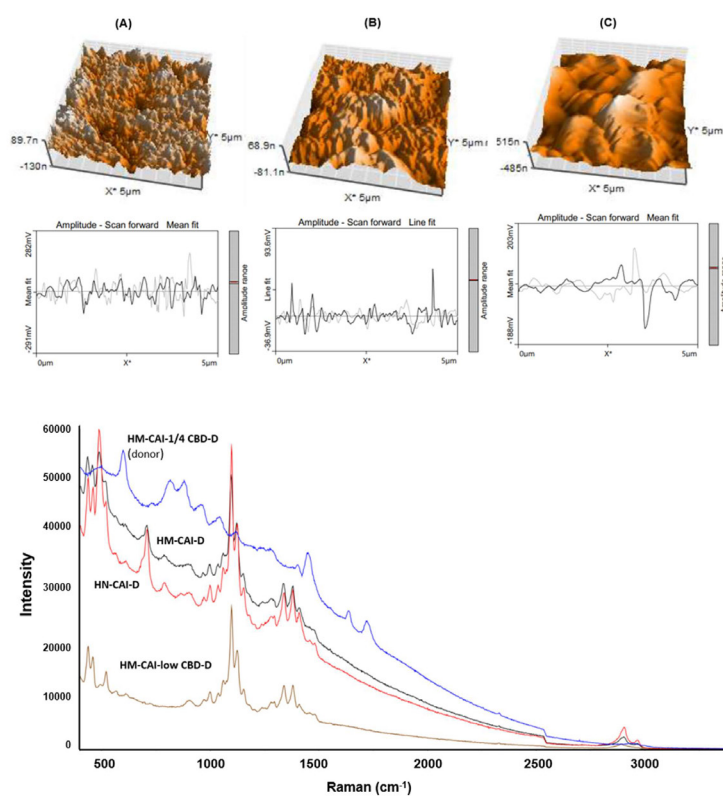 (A)
(B)
(C)
89.7n
-130n
X* 5µm
Y* 5µm
68.9n
-81.1n
X* 5µm
Y* 5µm
515n
-485n
X* 5µm
Y* 5µm
Amplitude - Scan forward Mean fit
282mV
Mean fit
-291mV
0µm
X*
5µm
Amplitude range
Amplitude - Scan forward Line fit
93.6mV
Line fit
-36.9mV
0µm
X*
5µm
Amplitude range
Amplitude - Scan forward Mean fit
203mV
Mean fit
-188mV
0µm
X*
5µm
Amplitude range
60000
50000
40000
30000
20000
10000
0
Intensity
HM-CAI-1/4 CBD-D
(donor)
HM-CAI-D
HN-CAI-D
HM-CAI-low CBD-D
500
1000
1500
2000
2500
3000
Raman (cm-1)